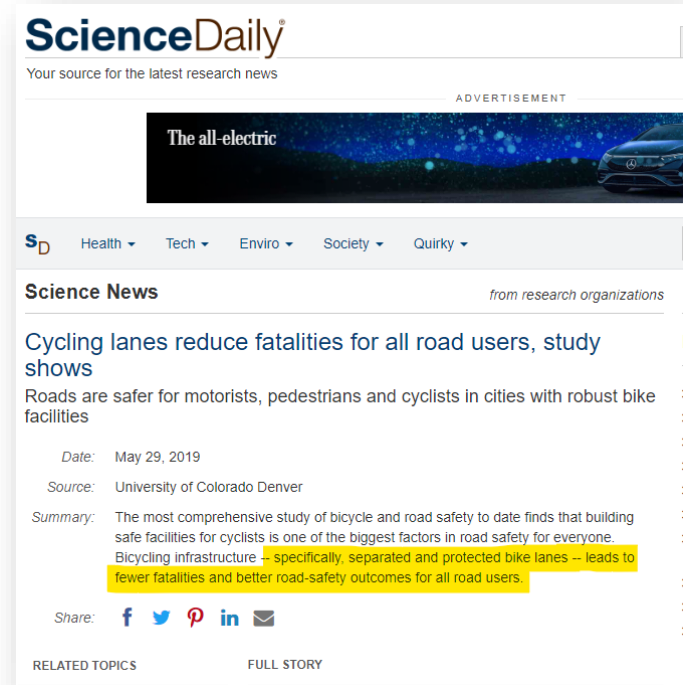 ScienceDaily
Your source for the latest research news
ADVERTISEMENT
The all-electric
SD Health Tech Enviro Society Quirky
Science News from research organizations
Cycling lanes reduce fatalities for all road users, study
shows
Roads are safer for motorists, pedestrians and cyclists in cities with robust bike
facilities
Date: May 29, 2019
Source: University of Colorado Denver
Summary: The most comprehensive study of bicycle and road safety to date finds that building
safe facilities for cyclists is one of the biggest factors in road safety for everyone.
Bicycling infrastructure -- specifically, separated and protected bike lanes -- leads to
fewer fatalities and better road-safety outcomes for all road users.
Share: f in
RELATED TOPICS FULL STORY